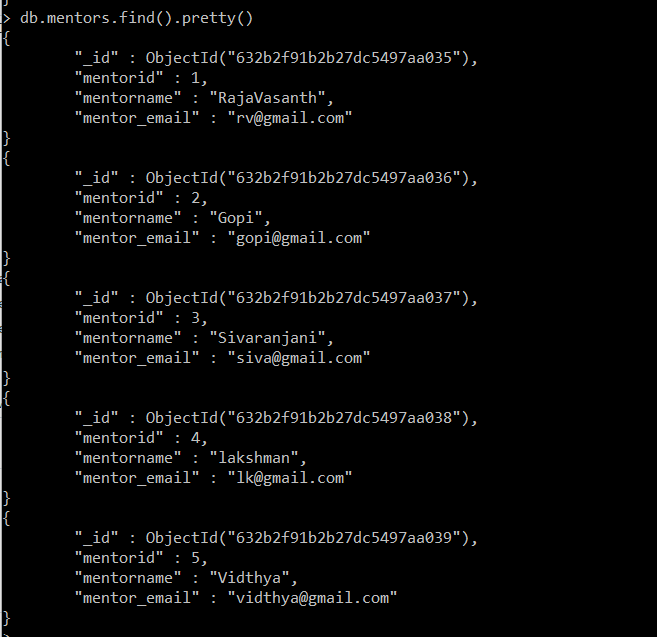 > db.mentors.find().pretty()
{
"_id" : ObjectId("632b2f91b2b27dc5497aa035"),
"mentorid" : 1,
"mentorname" : "RajaVasanth",
"mentor_email" : "rv@gmail.com"
}
{
"_id" : ObjectId("632b2f91b2b27dc5497aa036"),
"mentorid" : 2,
"mentorname" : "Gopi",
"mentor_email" : "gopi@gmail.com"
}
{
"_id" : ObjectId("632b2f91b2b27dc5497aa037"),
"mentorid" : 3,
"mentorname" : "Sivaranjani",
"mentor_email" : "siva@gmail.com"
}
{
"_id" : ObjectId("632b2f91b2b27dc5497aa038"),
"mentorid" : 4,
"mentorname" : "lakshman",
"mentor_email" : "lk@gmail.com"
}
{
"_id" : ObjectId("632b2f91b2b27dc5497aa039"),
"mentorid" : 5,
"mentorname" : "Vidthya",
"mentor_email" : "vidthya@gmail.com"
}